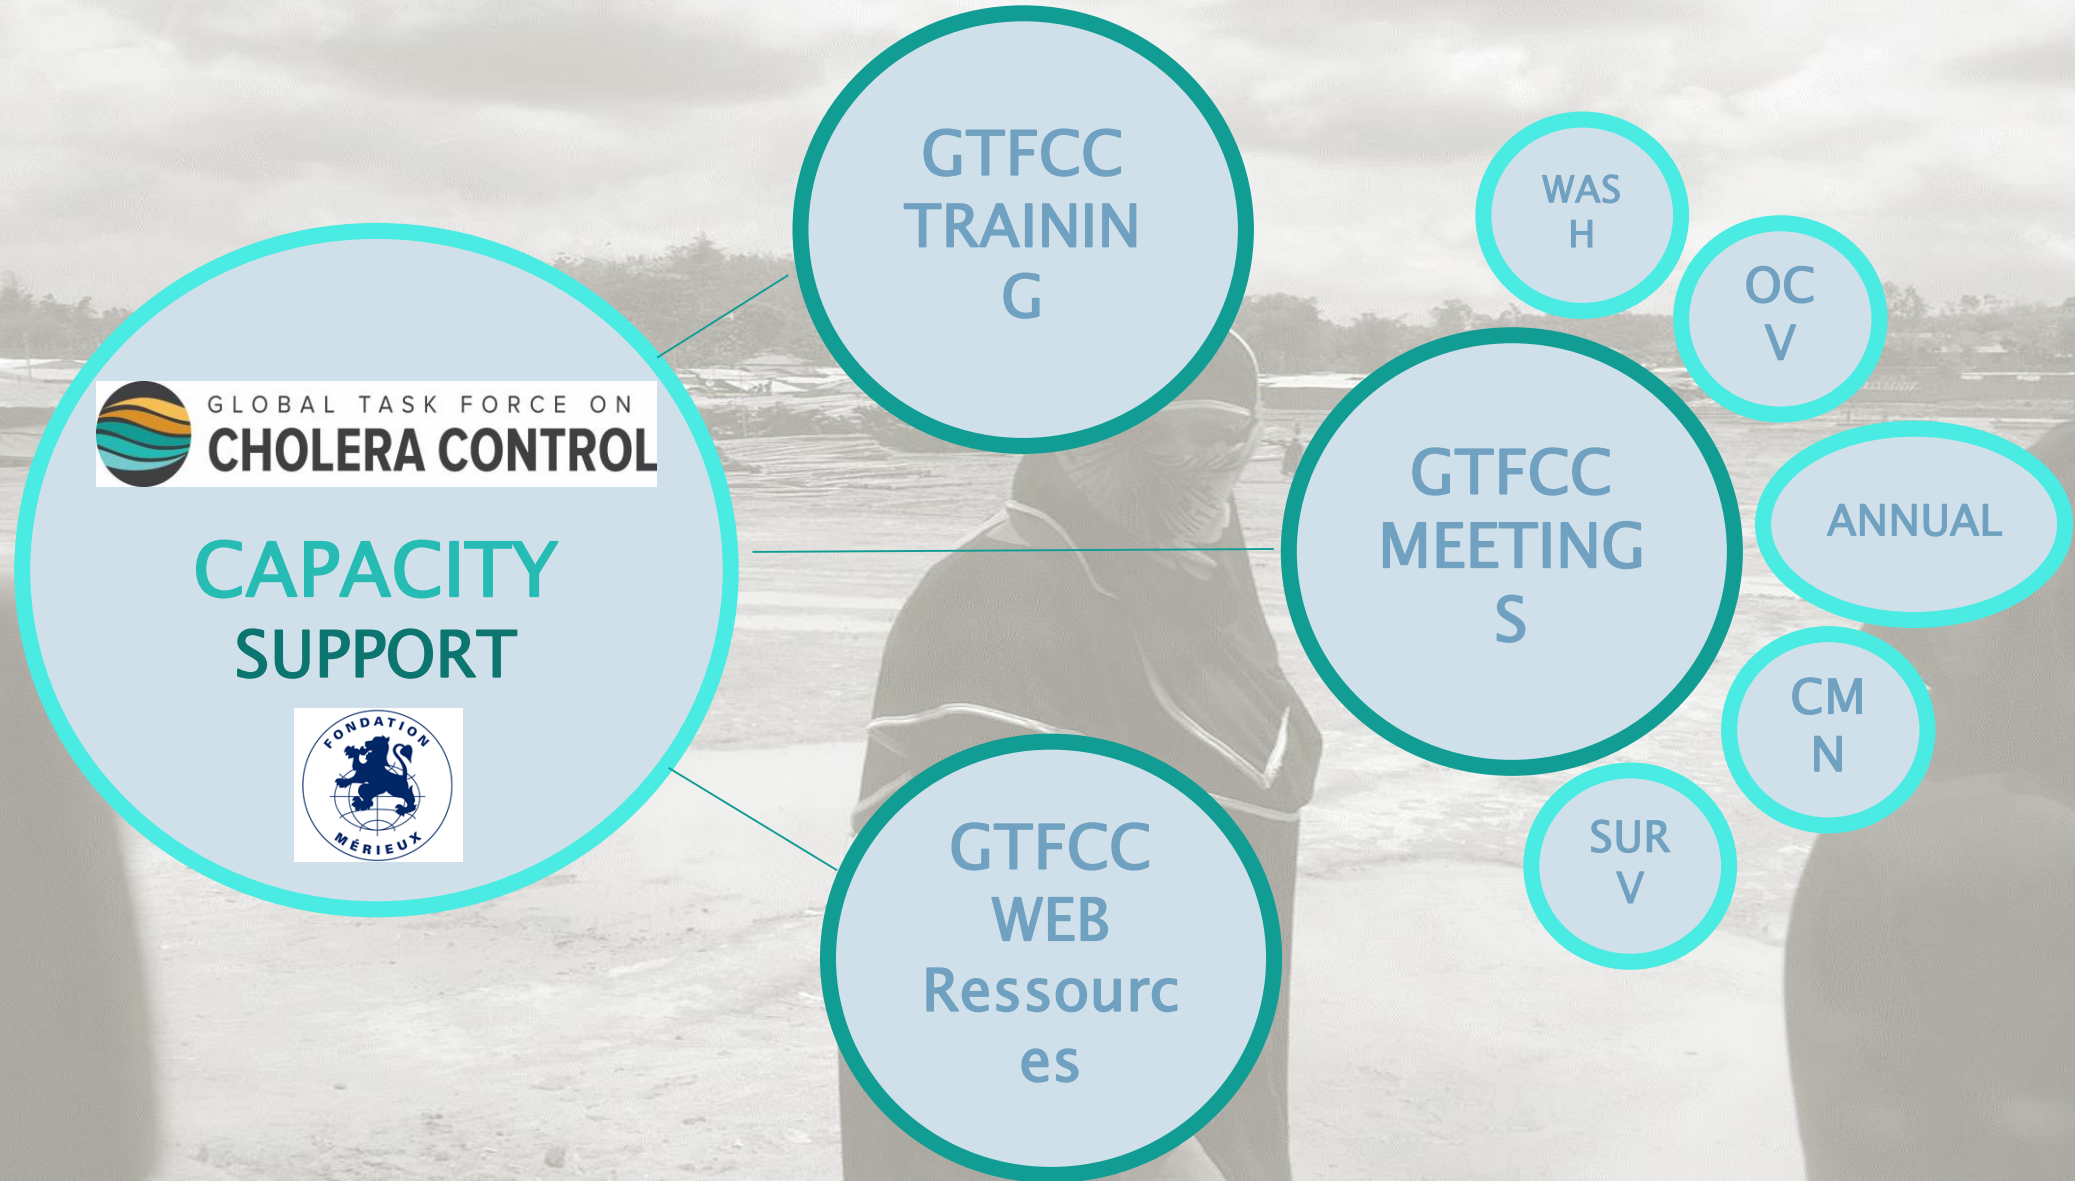 GLOBAL TASK FORCE ON
CHOLERA CONTROL
CAPACITY
SUPPORT
FONDATION
MÉRIEUX
GTFCC
TRAININ
G
GTFCC
MEETING
S
GTFCC
WEB
Ressourc
es
WAS
H
OC
V
ANNUAL
CM
N
SUR
V